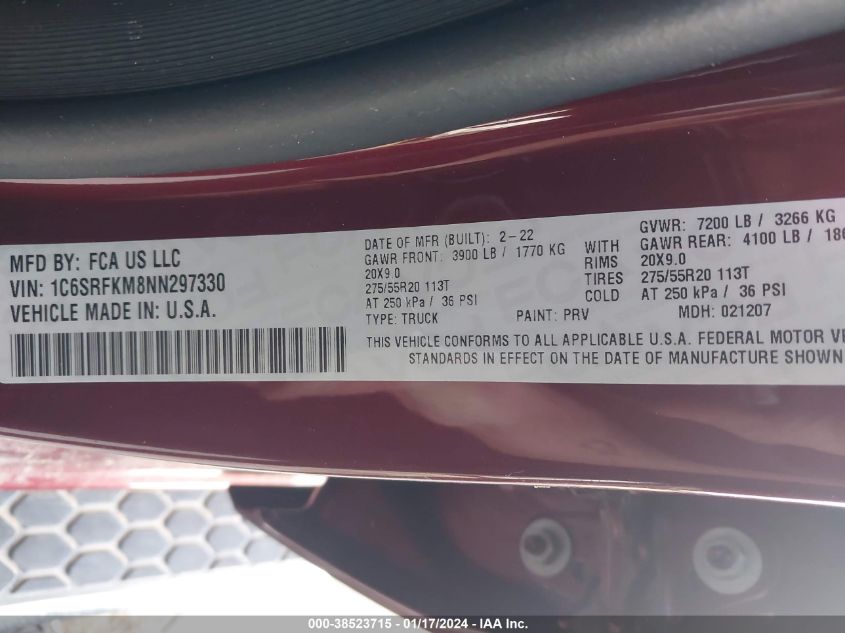 MFD BY: FCA US LLC
VIN: 1C6SRFKM8NN297330
VEHICLE MADE IN U.S.A.
DATE OF MFR (BUILT): 2-22
GVWR: 7200 LB / 3266 KG
GAWR FRONT: 3900 LB / 1770 KG WITH GAWR REAR: 4100 LB /
20X9.0 RIMS 20X9.0
275/55R20 113T TIRES 275/55R20 113T
AT 250 kPa / 36 PSI COLD AT 250 kPa / 36 PSI
TYPE: TRUCK PAINT: PRV MDH: 021207
THIS VEHICLE CONFORMS TO ALL APPLICABLE U.S.A. FEDERAL MOTOR
STANDARDS IN EFFECT ON THE DATE OF MANUFACTURE SHOWN
000-38523715 - 01/17/2024 - IAA Inc.